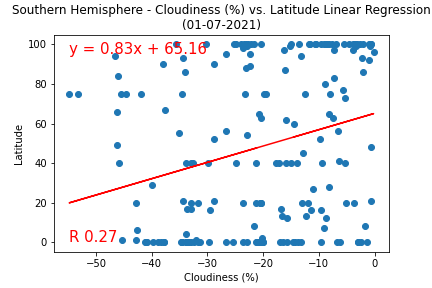 Southern Hemisphere - Cloudiness (%) vs. Latitude Linear Regression
(01-07-2021)
100
80
60
40
20
0
Latitude
y = 0.83x + 65.16
R 0.27
−50
−40
−30
−20
−10
0
Cloudiness (%)